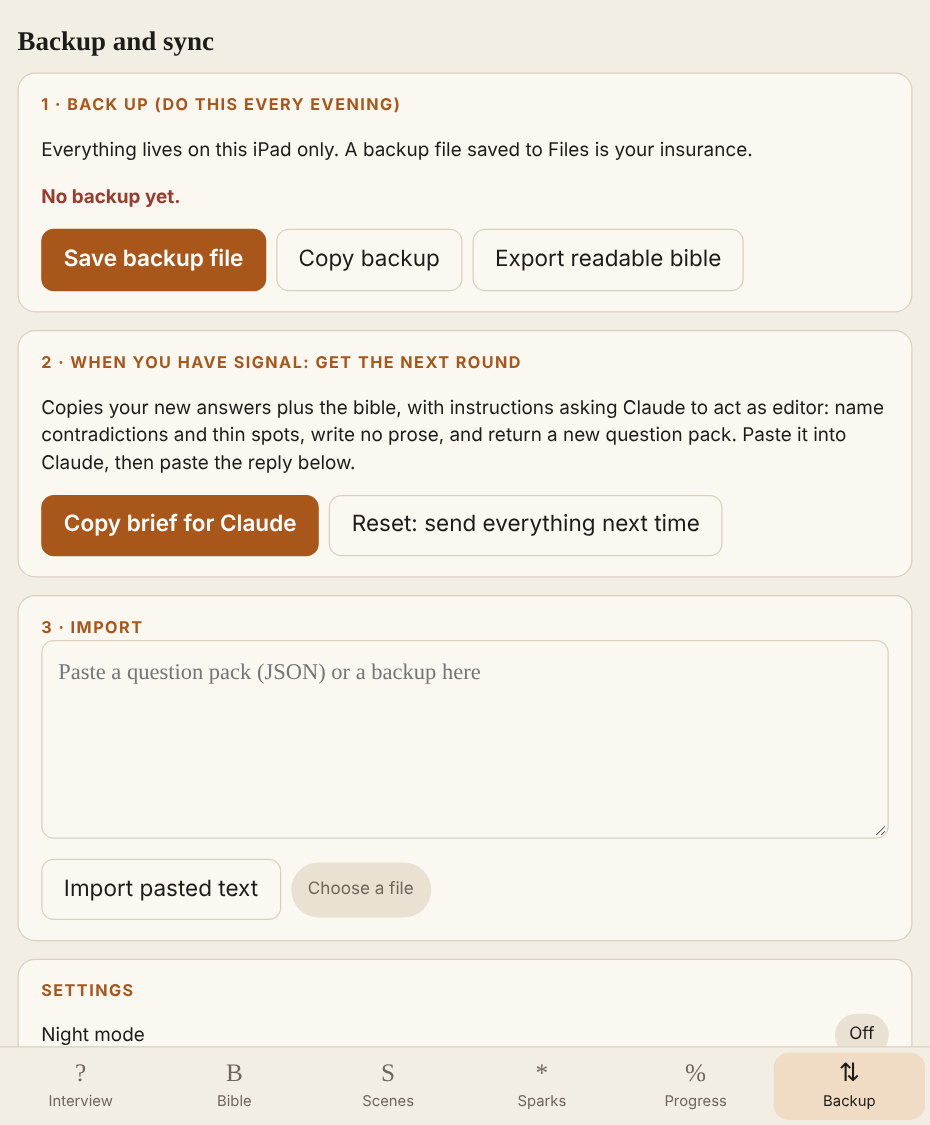 Backup and sync
1 · BACK UP (DO THIS EVERY EVENING)
Everything lives on this iPad only. A backup file saved to Files is your insurance.
No backup yet.
Save backup file
Copy backup
Export readable bible
2 · WHEN YOU HAVE SIGNAL: GET THE NEXT ROUND
Copies your new answers plus the bible, with instructions asking Claude to act as editor: name
contradictions and thin spots, write no prose, and return a new question pack. Paste it into
Claude, then paste the reply below.
Copy brief for Claude
Reset: send everything next time
3 · IMPORT
Paste a question pack (JSON) or a backup here
Import pasted text
Choose a file
SETTINGS
Night mode
Off
? 
Interview
B
Bible
S
Scenes
*
Sparks
%
Progress
⇅
Backup